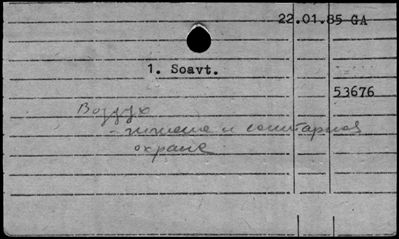 22.01.85 GA
1. Soavt.
53676
Воздух
- гигиена и санитарная
охрана